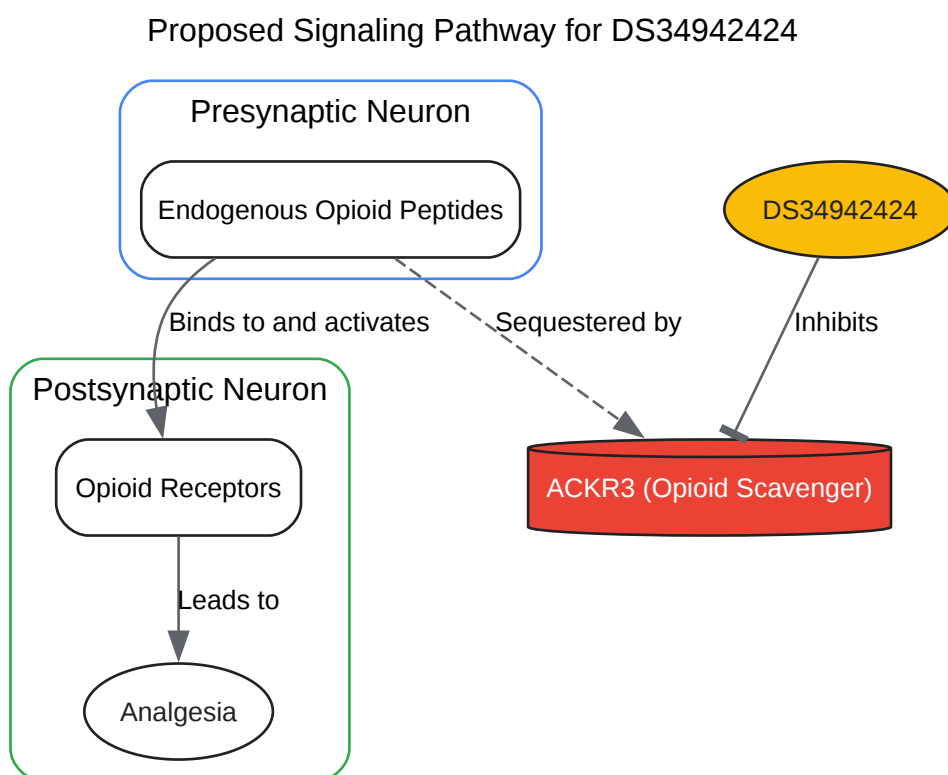 Proposed Signaling Pathway for DS34942424
Presynaptic Neuron
Endogenous Opioid Peptides
DS34942424
Binds to and activates
Sequestered by
Inhibits
Postsynaptic Neuron
Opioid Receptors
ACKR3 (Opioid Scavenger)
Leads to
Analgesia